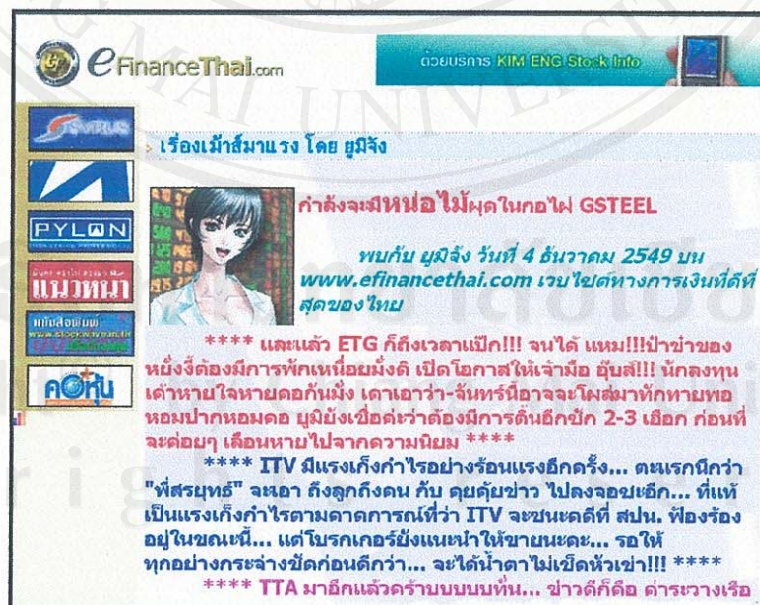 eFinanceThai.com
ด้วยบริการ KIM ENG Stock Info
SYRUS
เรื่องเม้าส์มาแรง โดย ยูมิจัง
กำลังจะมีหน่อไม้ผุดในกอไผ่ GSTEEL
PYLON
พบกับ ยูมิจัง วันที่ 4 ธันวาคม 2549 บน
www.efinancethai.com เวบไซต์ทางการเงินที่ดีที่
สุดของไทย
แนวหน้า
**** และแล้ว ETG ก็ถึงเวลาแป๊ก!!! จนได้ แหม!!!ป๋าขำของ
หยั่งงี้ต้องมีการพักเหนื่อยมั่งดิ เปิดโอกาสให้เจ้ามือ อุ๊บส์!!! นักลงทุน
เค้าหายใจหายคอกันมั่ง เดาเอาว่า-จันทร์นี้อาจจะโผล่มาทักทายพอ
หอมปากหอมคอ ยูมิยังเชื่อค่ะว่าต้องมีการดิ้นอีกซัก 2-3 เฮือก ก่อนที่
จะค่อยๆ เลือนหายไปจากความนิยม ****
คอหุ้น
**** ITV มีแรงเก็งกำไรอย่างร้อนแรงอีกครั้ง... ตะแรกนึกว่า
"พี่สรยุทธ์" จะเอา ถึงลูกถึงคน กับ คุยคุ้ยข่าว ไปลงจอซะอีก... ที่แท้
เป็นแรงเก็งกำไรตามคาดการณ์ที่ว่า ITV จะชนะคดีที่ สปน. ฟ้องร้อง
อยู่ในขณะนี้... แต่โบรกเกอร์ยังแนะนำให้ขายนะคะ... รอให้
ทุกอย่างกระจ่างชัดก่อนดีกว่า... จะได้น้ำตาไม่เช็ดหัวเข่า!!! ****
**** TTA มาอีกแล้วคร้าบบบบบท่าน... ข่าวดีก็คือ ค่าระวางเรือ